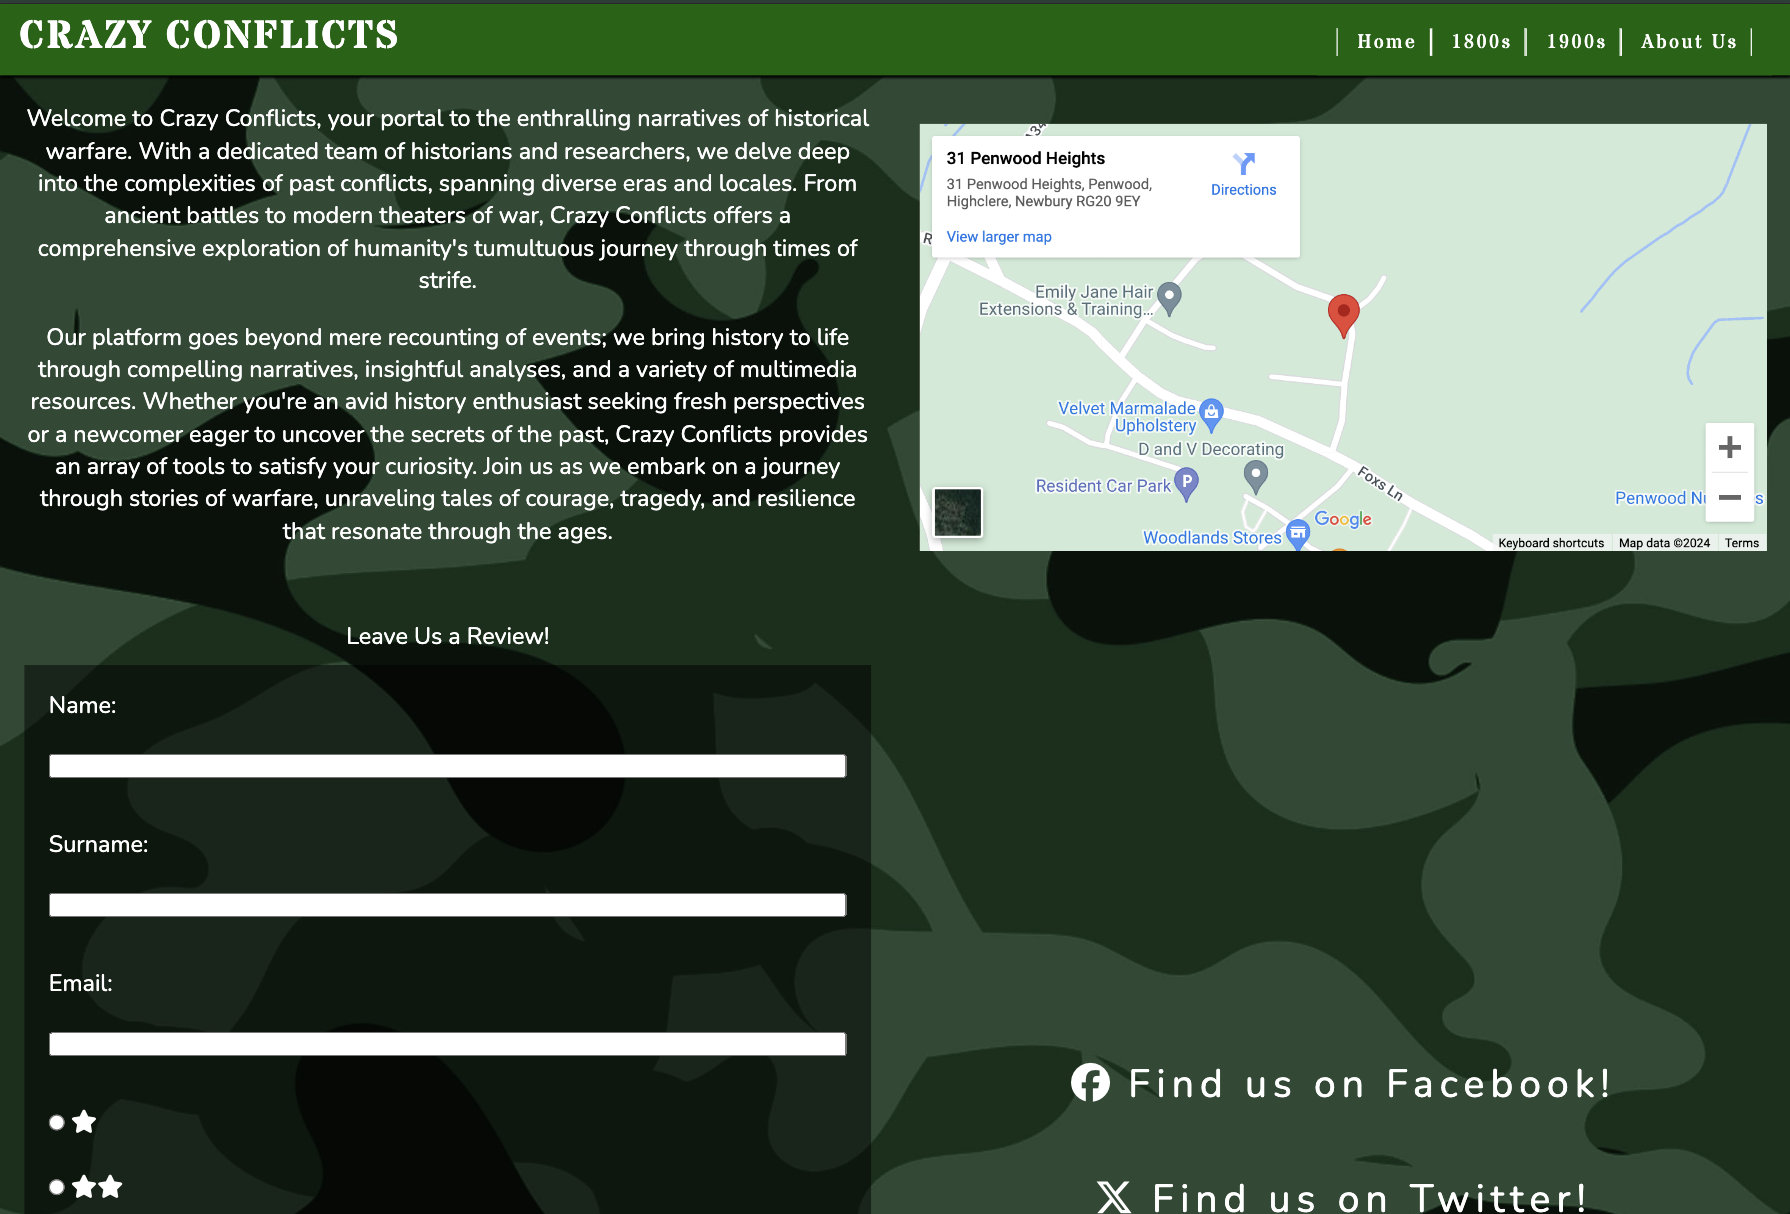 CRAZY CONFLICTS
Home
1800s
1900s
About Us
Welcome to Crazy Conflicts, your portal to the enthralling narratives of historical
warfare. With a dedicated team of historians and researchers, we delve deep
into the complexities of past conflicts, spanning diverse eras and locales. From
ancient battles to modern theaters of war, Crazy Conflicts offers a
comprehensive exploration of humanity's tumultuous journey through times of
strife.
Our platform goes beyond mere recounting of events; we bring history to life
through compelling narratives, insightful analyses, and a variety of multimedia
resources. Whether you're an avid history enthusiast seeking fresh perspectives
or a newcomer eager to uncover the secrets of the past, Crazy Conflicts provides
an array of tools to satisfy your curiosity. Join us as we embark on a journey
through stories of warfare, unraveling tales of courage, tragedy, and resilience
that resonate through the ages.
Leave Us a Review!
Name:
Surname:
Email:
A34
31 Penwood Heights
31 Penwood Heights, Penwood,
Highclere, Newbury RG20 9EY
Directions
View larger map
Emily Jane Hair
Extensions & Training...
Velvet Marmalade
Upholstery
D and V Decorating
Resident Car Park
P
Foxs Ln
Penwood
Google
Woodlands Stores
Keyboard shortcuts
Map data ©2024
Terms
Find us on Facebook!
Find us on Twitter!